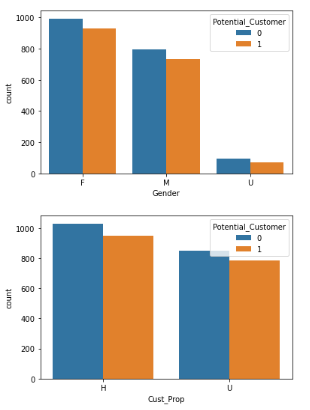 Potential_Customer
0
1
1000
800
600
400
200
0
count
F M U
Gender
Potential_Customer
0
1
1000
800
600
400
200
0
count
H U
Cust_Prop